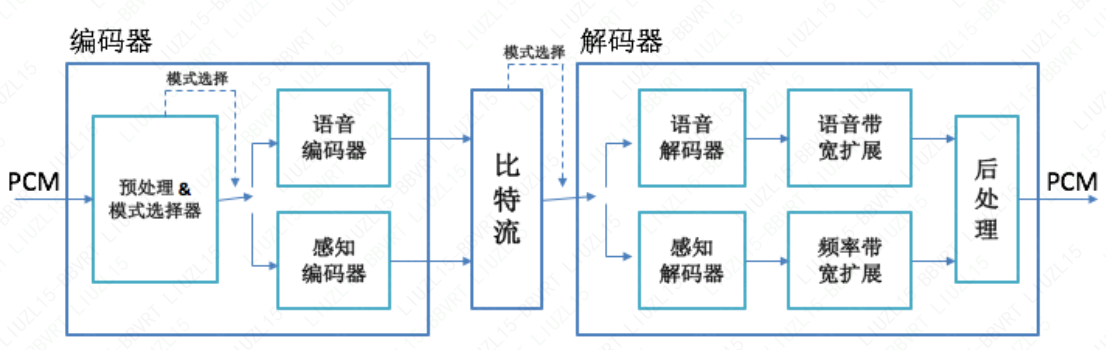 编码器
解码器
模式选择
模式选择
PCM
预处理 &
模式选择器
语音
编码器
感知
编码器
比
特
流
语音
解码器
语音带
宽扩展
感知
解码器
频率带
宽扩展
后
处
理
PCM
LIUZL15-BBVRT